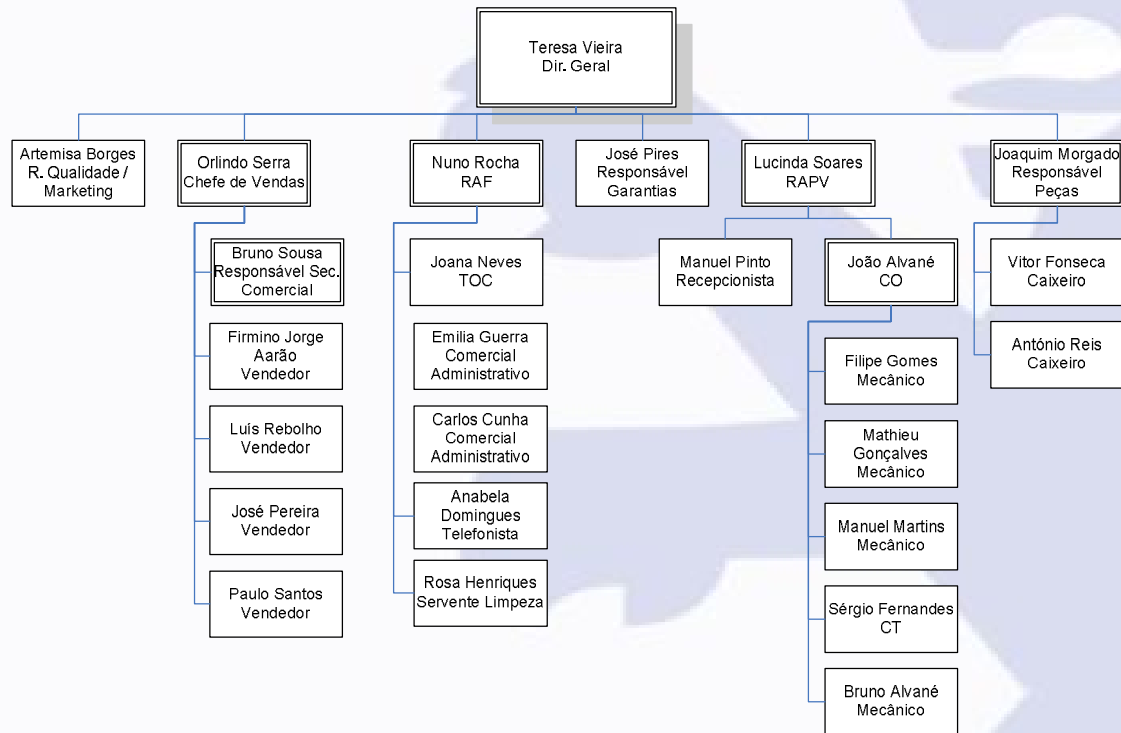 Teresa Vieira
Dir. Geral
Artemisa Borges
R. Qualidade /
Marketing
Orlindo Serra
Chefe de Vendas
Nuno Rocha
RAF
José Pires
Responsável
Garantias
Lucinda Soares
RAPV
Joaquim Morgado
Responsável
Peças
Bruno Sousa
Responsável Sec.
Comercial
Firmino Jorge
Aarão
Vendedor
Luís Rebolho
Vendedor
José Pereira
Vendedor
Paulo Santos
Vendedor
Joana Neves
TOC
Emilia Guerra
Comercial
Administrativo
Carlos Cunha
Comercial
Administrativo
Anabela
Domingues
Telefonista
Rosa Henriques
Servente Limpeza
Manuel Pinto
Recepcionista
João Alvané
CO
Filipe Gomes
Mecânico
Mathieu
Gonçalves
Mecânico
Manuel Martins
Mecânico
Sérgio Fernandes
CT
Bruno Alvané
Mecânico
Vitor Fonseca
Caixeiro
António Reis
Caixeiro